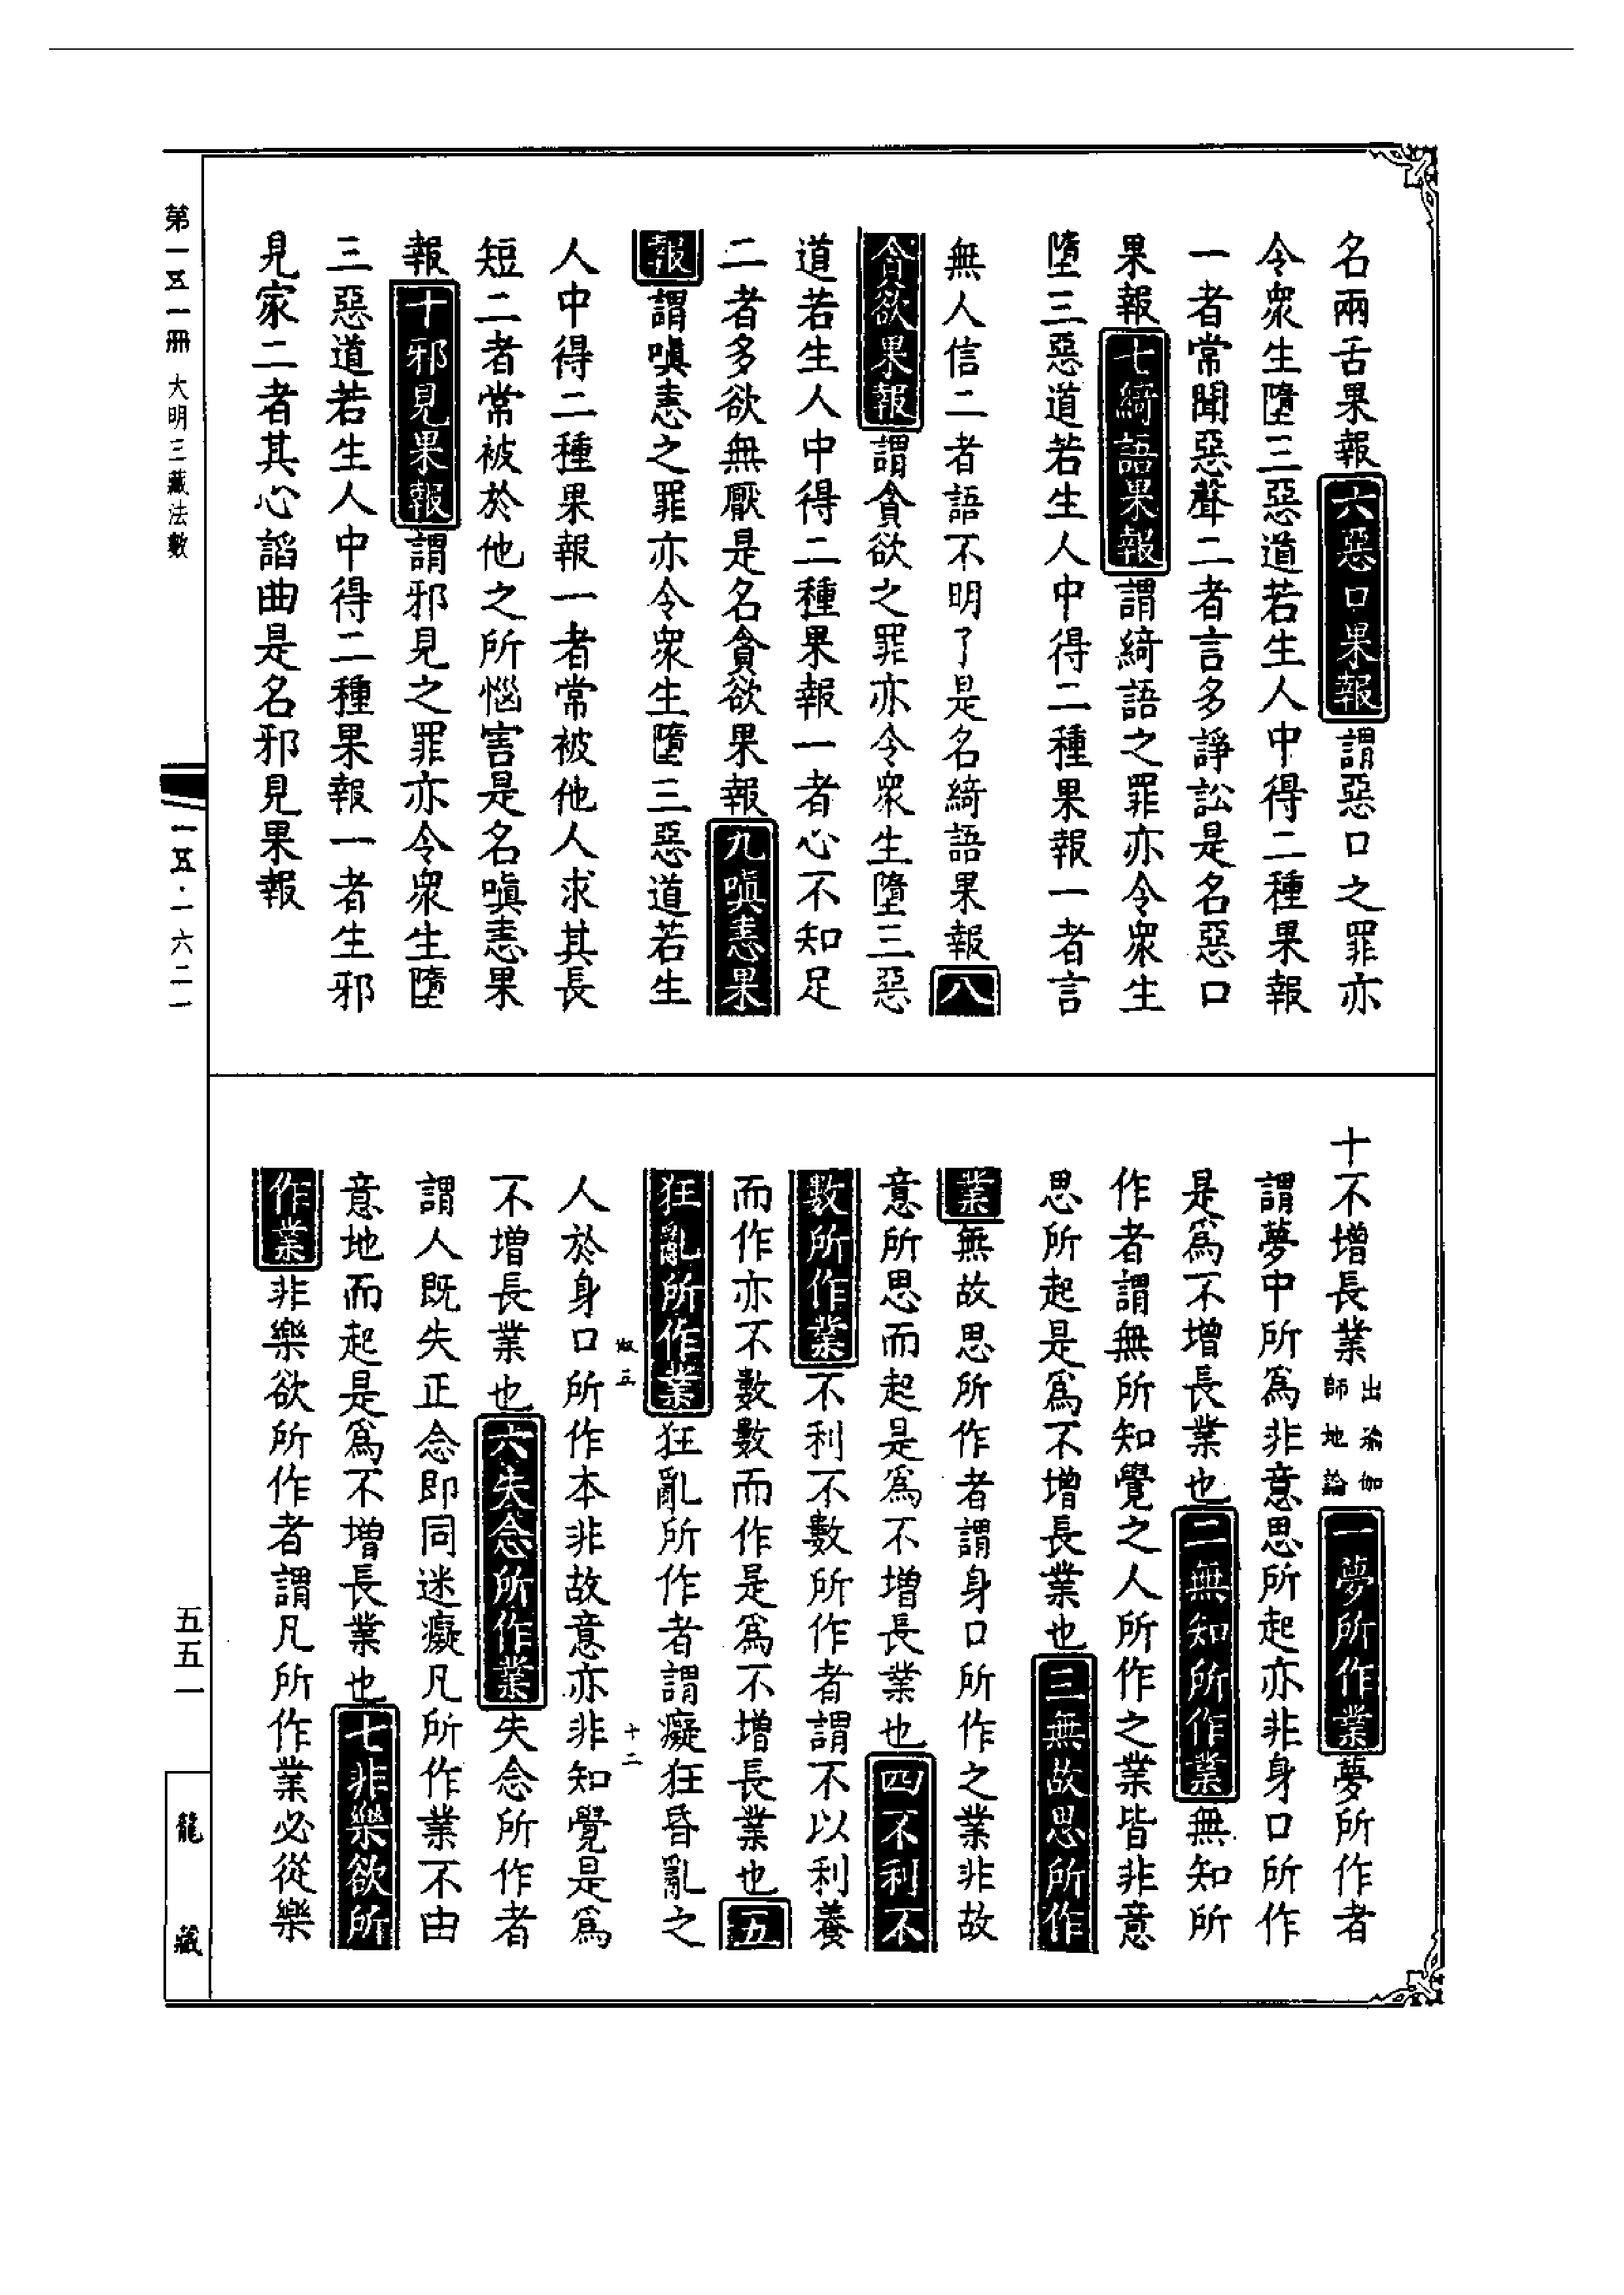 名兩舌果報六惡口果報謂惡口之罪亦
令眾生墮三惡道若生人中得二種果報
一者常聞惡聲二者言多諍訟是名惡口
果報七綺語果報謂綺語之罪亦令眾生
墮三惡道若生人中得二種果報一者言
無人信二者語不明了是名綺語果報八
貪欲果報謂貪欲之罪亦令眾生墮三惡
道若生人中得二種果報一者心不知足
二者多欲無厭是名貪欲果報九嗔恚果
報謂嗔恚之罪亦令眾生墮三惡道若生
人中得二種果報一者常被他人求其長
短二者常被於他之所惱害是名嗔恚果
報十邪見果報謂邪見之罪亦令眾生墮
三惡道若生人中得二種果報一者生邪
見家二者其心諂曲是名邪見果報
十不增長業出瑜伽師地論一夢所作業夢所作者
謂夢中所為非意思所起亦非身口所作
是為不增長業也二無知所作業無知所
作者謂無所知覺之人所作之業皆非意
思所起是為不增長業也三無故思所作
業無故思所作者謂身口所作之業非故
意所思而起是為不增長業也四不利不
數所作業不利不數所作者謂不以利養
而作亦不數數而作是為不增長業也五
狂亂所作業狂亂所作者謂癡狂昏亂之
人於身口所作本非故意亦非知覺是為
不增長業也六失念所作業失念所作者
謂人既失正念即同迷癡凡所作業不由
意地而起是為不增長業也七非樂欲所
作業非樂欲所作者謂凡所作業必從樂
十二
第一五一冊 大明三藏法數
一五·一六二一
五五一
龍藏